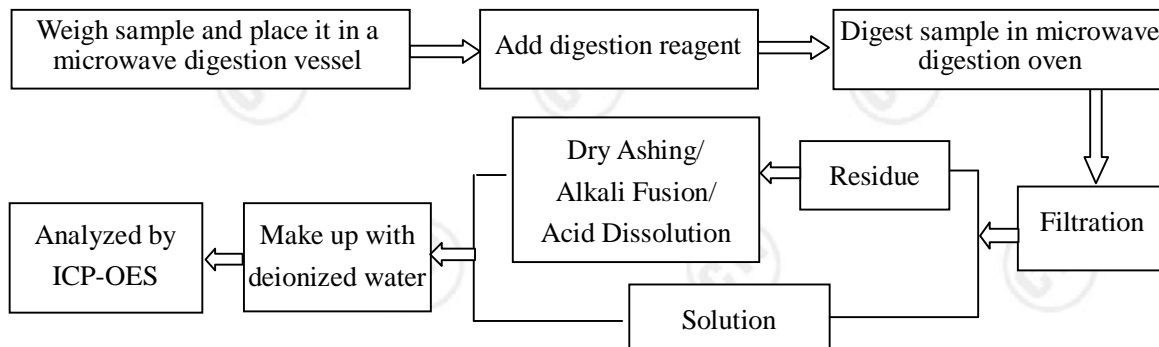 Weigh sample and place it in a
microwave digestion vessel
Add digestion reagent
Digest sample in microwave
digestion oven
Filtration
Residue
Solution
Dry Ashing/
Alkali Fusion/
Acid Dissolution
Make up with
deionized water
Analyzed by
ICP-OES